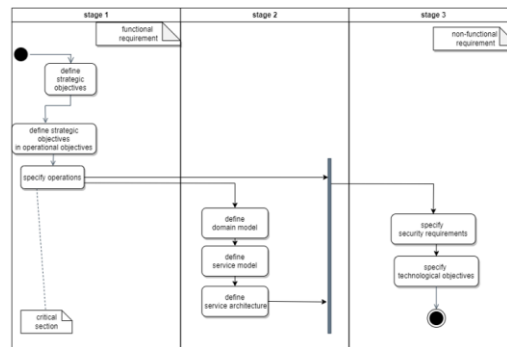 stage 1
stage 2
stage 3
functional
requirement
non-functional
requirement
define
strategic
objectives
define strategic
objectives
in operational objectives
specify operations
define
domain model
define
service model
define
service architecture
specify
security requirements
specify
technological objectives
critical
section